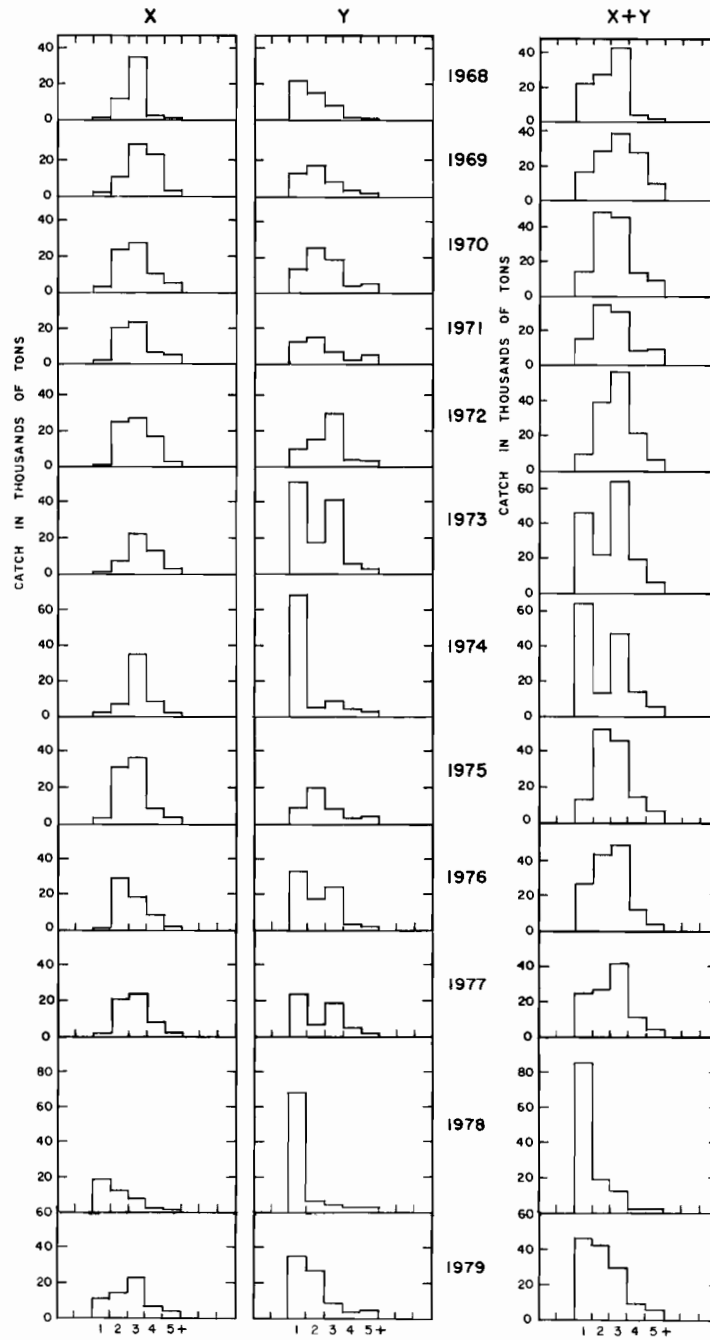 X Y X+Y
CATCH IN THOUSANDS OF TONS
CATCH IN THOUSANDS OF TONS
40 20 0 1968 40 20 0
20 0 1969 40 20 0
40 20 0 1970 40 20 0
20 0 1971 20 0
40 20 0 1972 40 20 0
40 20 0 1973 60 40 20 0
60 40 20 0 1974 60 40 20 0
40 20 0 1975 40 20 0
40 20 0 1976 40 20 0
40 20 0 1977 40 20 0
80 60 40 20 1978 80 60 40 20
60 40 20 0 1979 60 40 20 0
1 2 3 4 5+ 1 2 3 4 5+ 1 2 3 4 5+